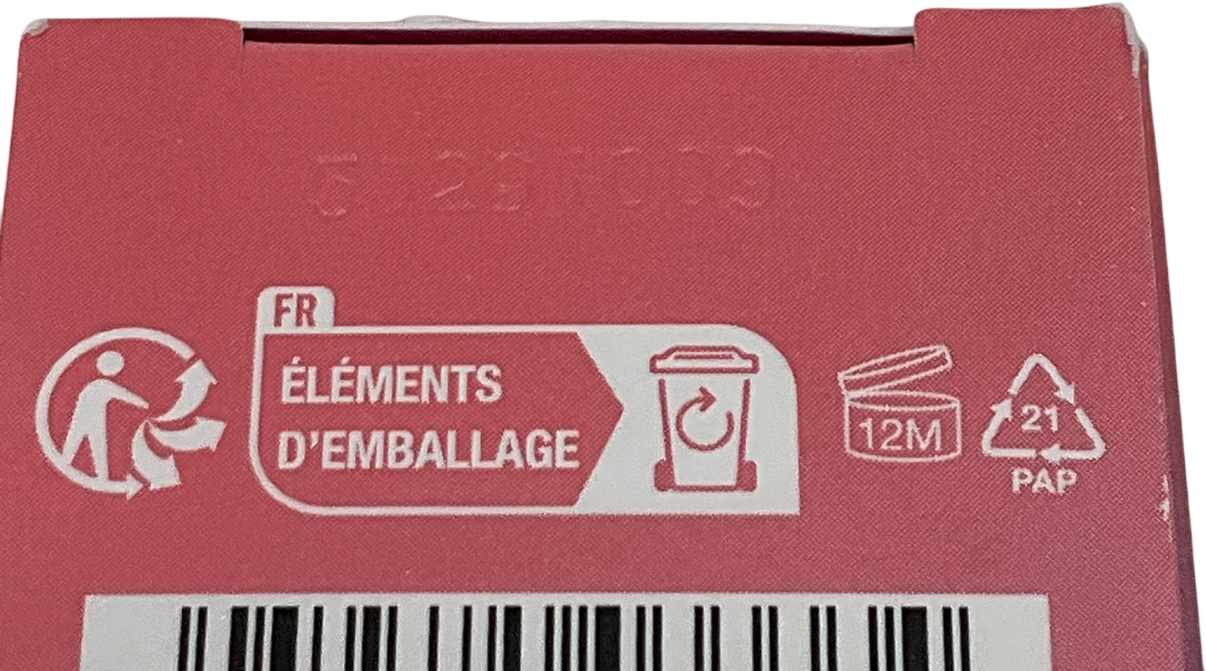 FR
ÉLÉMENTS
D'EMBALLAGE
12M
21
PAP